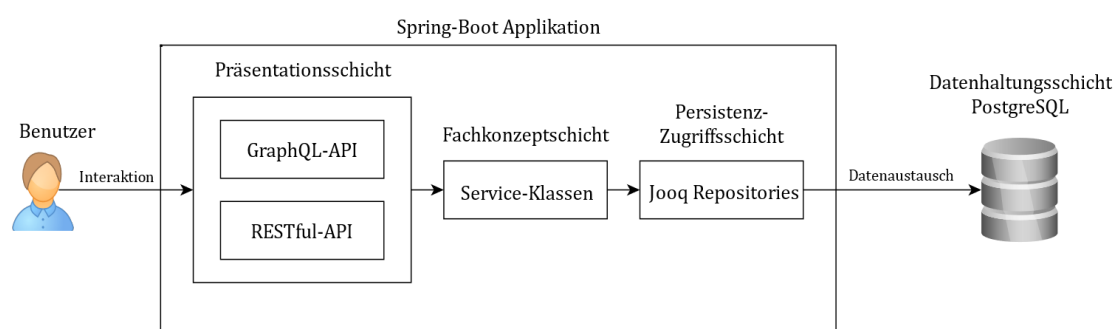 Spring-Boot Applikation
Benutzer
Interaktion
Präsentationsschicht
GraphQL-API
RESTful-API
Fachkonzeptschicht
Service-Klassen
Persistenz-
Zugriffsschicht
Jooq Repositories
Datenaustausch
Datenhaltungsschicht
PostgreSQL